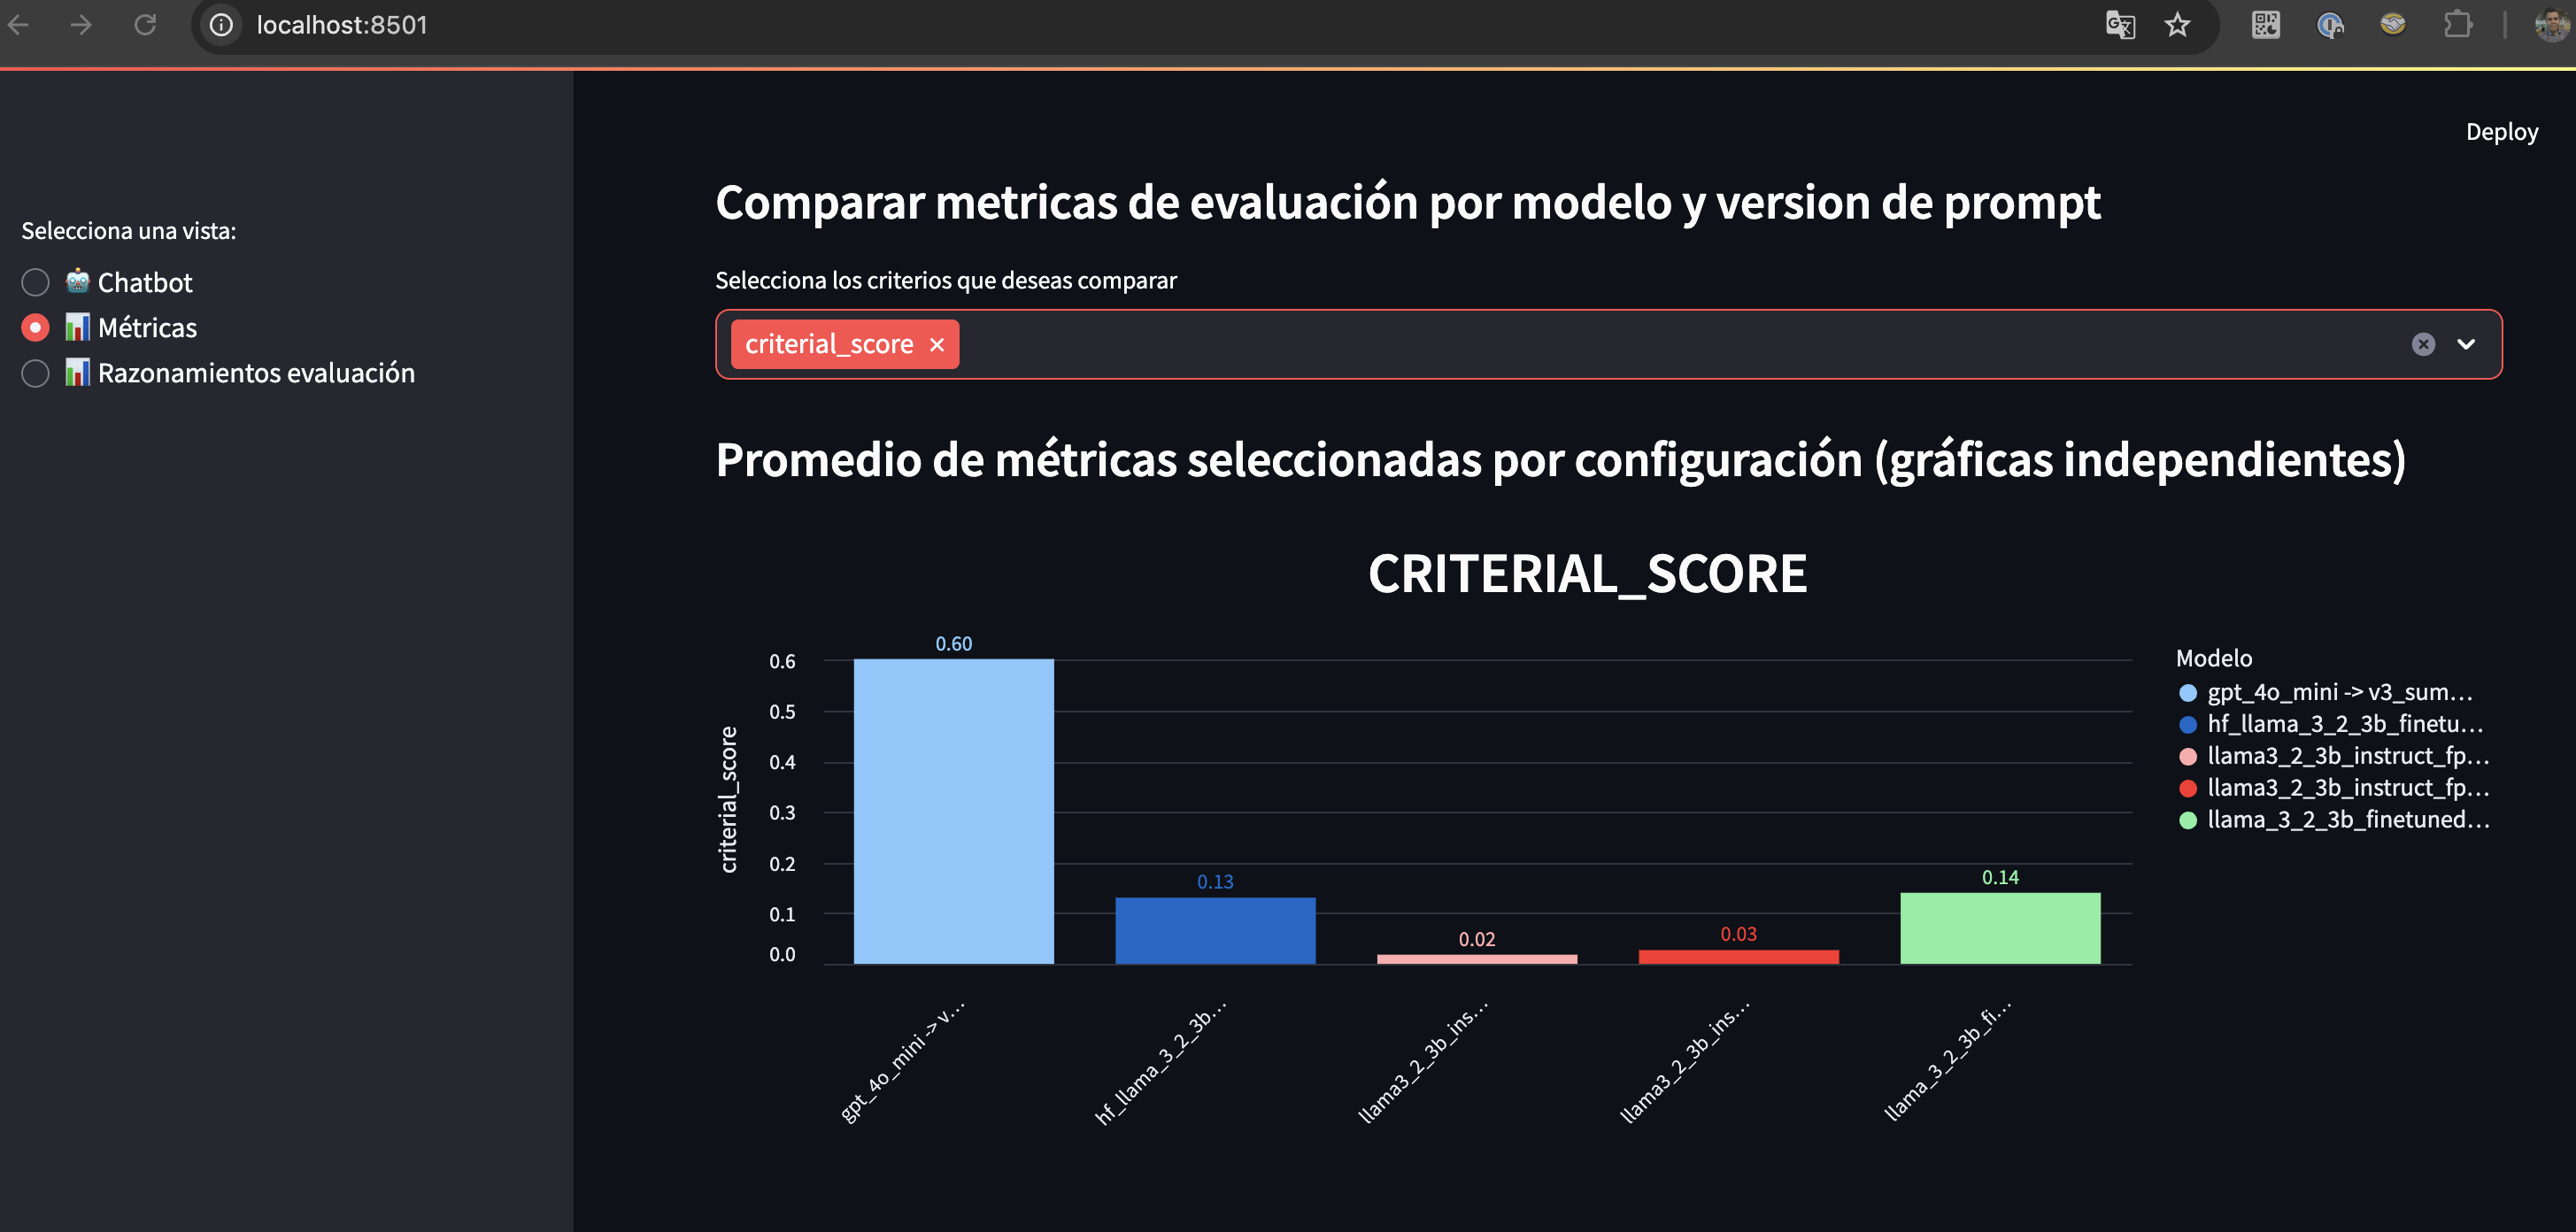 localhost:8501
Deploy
Selecciona una vista:
🤖 Chatbot
📊 Métricas
📊 Razonamientos evaluación
Comparar metricas de evaluación por modelo y version de prompt
Selecciona los criterios que deseas comparar
criterial_score
Promedio de métricas seleccionadas por configuración (gráficas independientes)
CRITERIAL_SCORE
criterial_score
0.6
0.5
0.4
0.3
0.2
0.1
0.0
0.60
0.13
0.02
0.03
0.14
gpt_4o_mini -> v…
hf_llama_3_2_3b…
llama3_2_3b_ins…
llama3_2_3b_ins…
llama_3_2_3b_fi…
Modelo
gpt_4o_mini -> v3_sum…
hf_llama_3_2_3b_finetu…
llama3_2_3b_instruct_fp…
llama3_2_3b_instruct_fp…
llama_3_2_3b_finetuned…